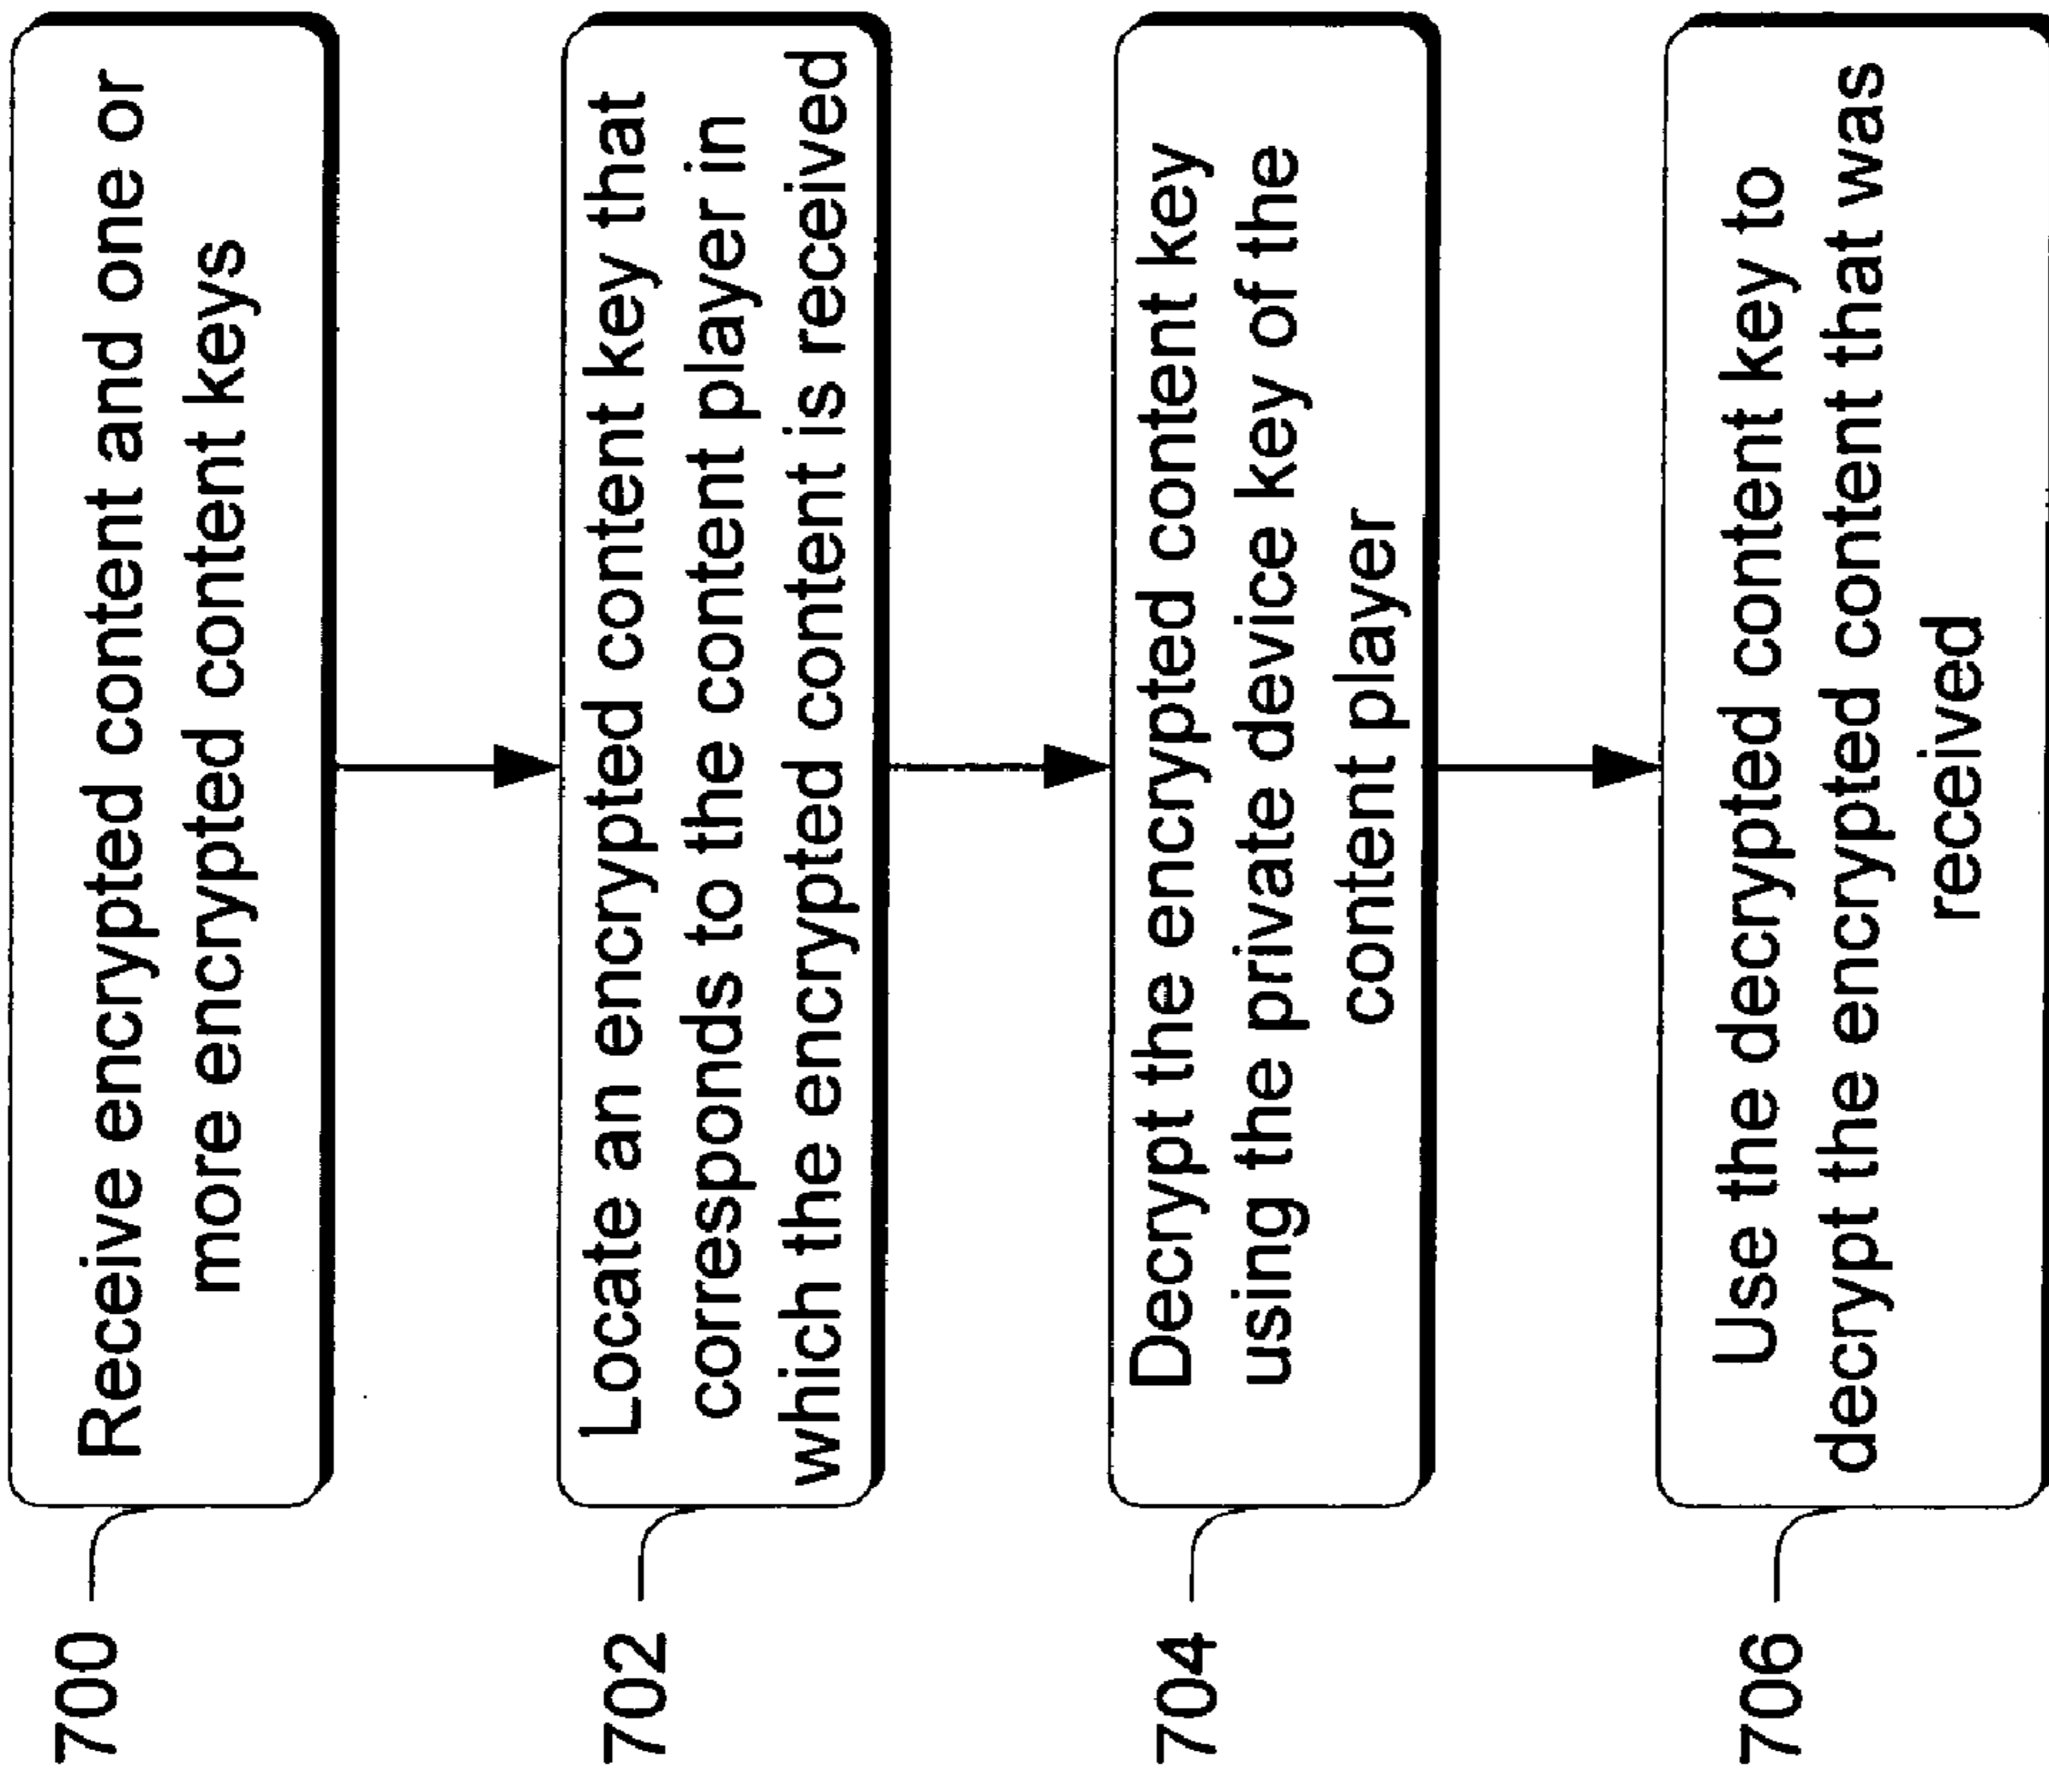 700
Receive encrypted content and one or
more encrypted content keys
702
Locate an encrypted content key that
corresponds to the content player in
which the encrypted content is received
704
Decrypt the encrypted content key
using the private device key of the
content player
706
Use the decrypted content key to
decrypt the encrypted content that was
received